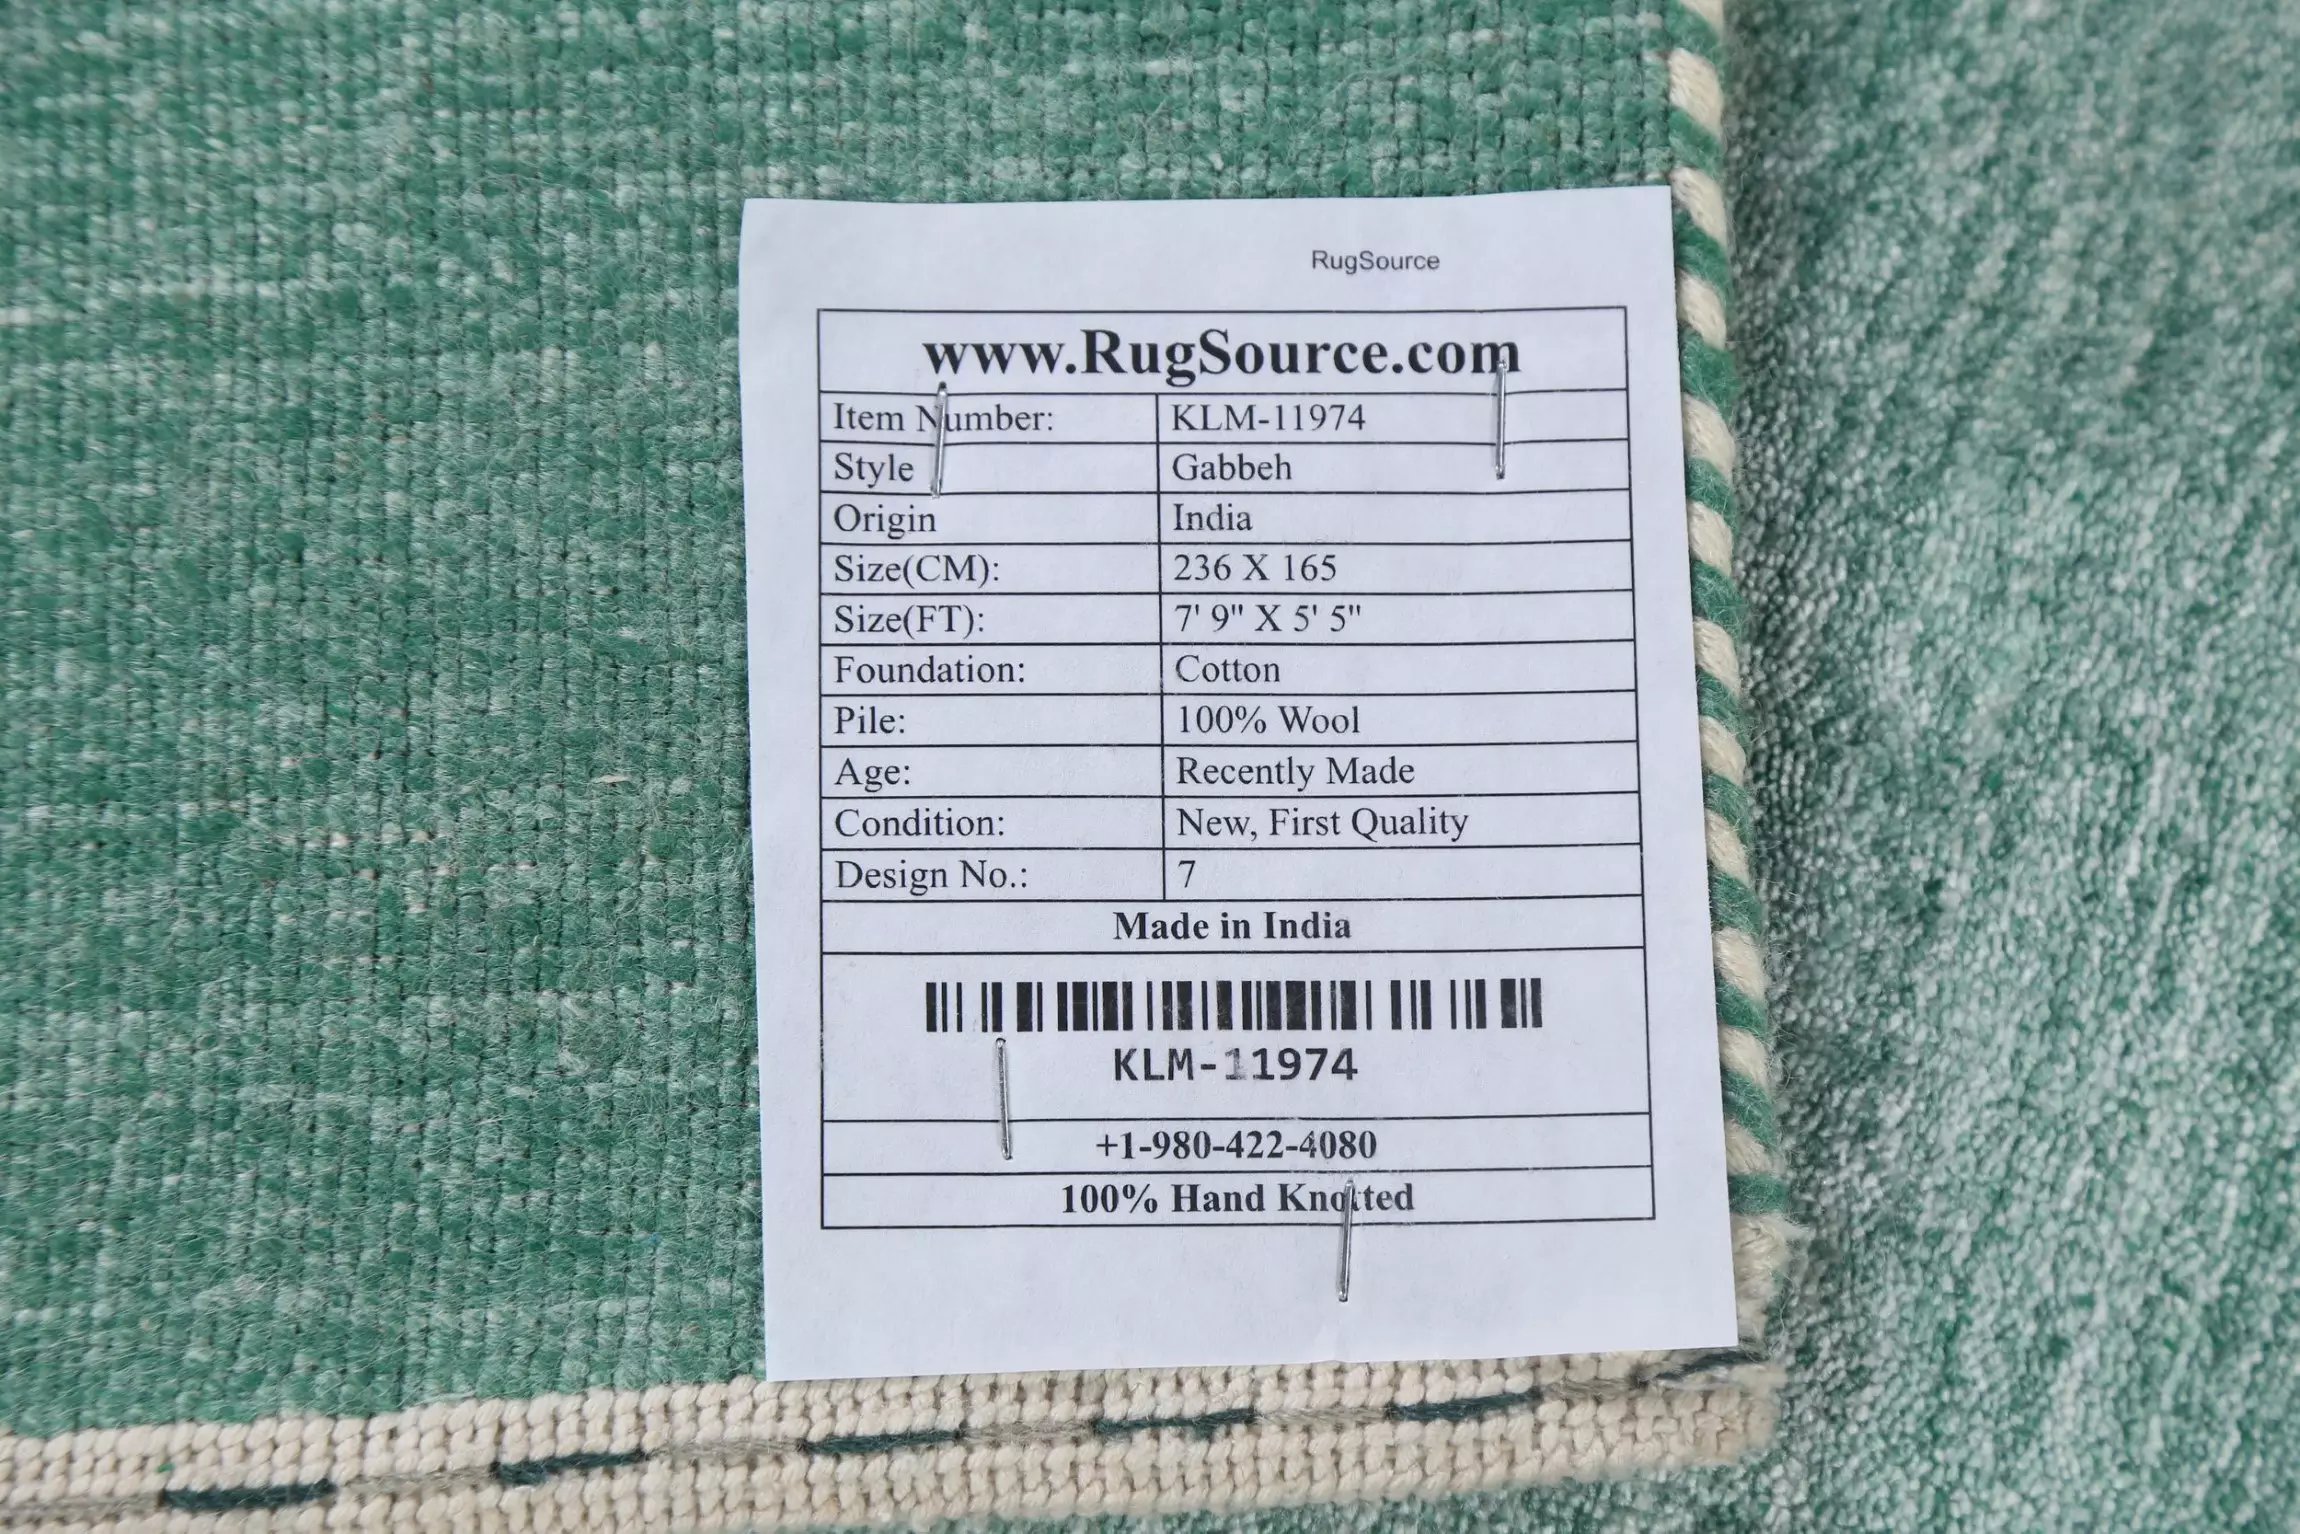 RugSource
www.RugSource.com
Item Number: KLM-11974
Style Gabbeh
Origin India
Size(CM): 236 X 165
Size(FT): 7' 9" X 5' 5"
Foundation: Cotton
Pile: 100% Wool
Age: Recently Made
Condition: New, First Quality
Design No.: 7
Made in India
KLM-11974
+1-980-422-4080
100% Hand Knotted